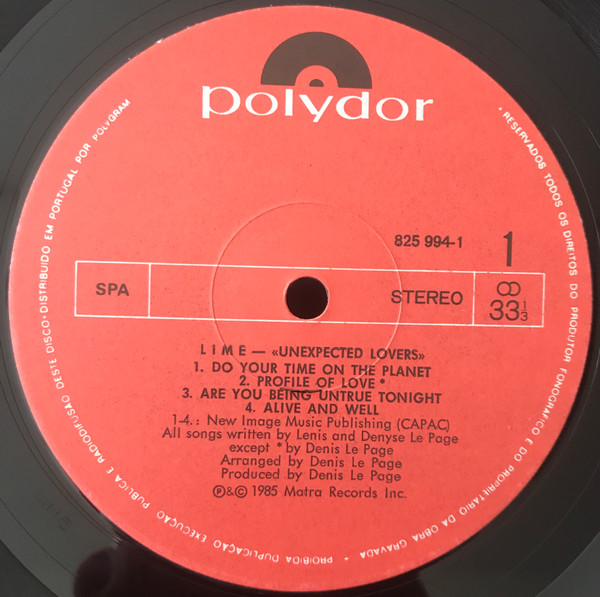 polydor
825 994-1
1
SPA
STEREO
33 1/3
LIME — «UNEXPECTED LOVERS»
1. DO YOUR TIME ON THE PLANET
2. PROFILE OF LOVE *
3. ARE YOU BEING UNTRUE TONIGHT
4. ALIVE AND WELL
1-4.: New Image Music Publishing (CAPAC)
All songs written by Lenis and Denyse Le Page
except * by Denis Le Page
Arranged by Denis Le Page
Produced by Denis Le Page
℗&© 1985 Matra Records Inc.
• RESERVADOS TODOS OS DIREITOS DO PRODUTOR FONOGRÁFICO E DO PROPRIETÁRIO DA OBRA GRAVADA • PROIBIDA DUPLICAÇÃO EXECUÇÃO PÚBLICA E RADIODIFUSÃO DESTE DISCO • DISTRIBUIDO EM PORTUGAL POR POLYGRAM